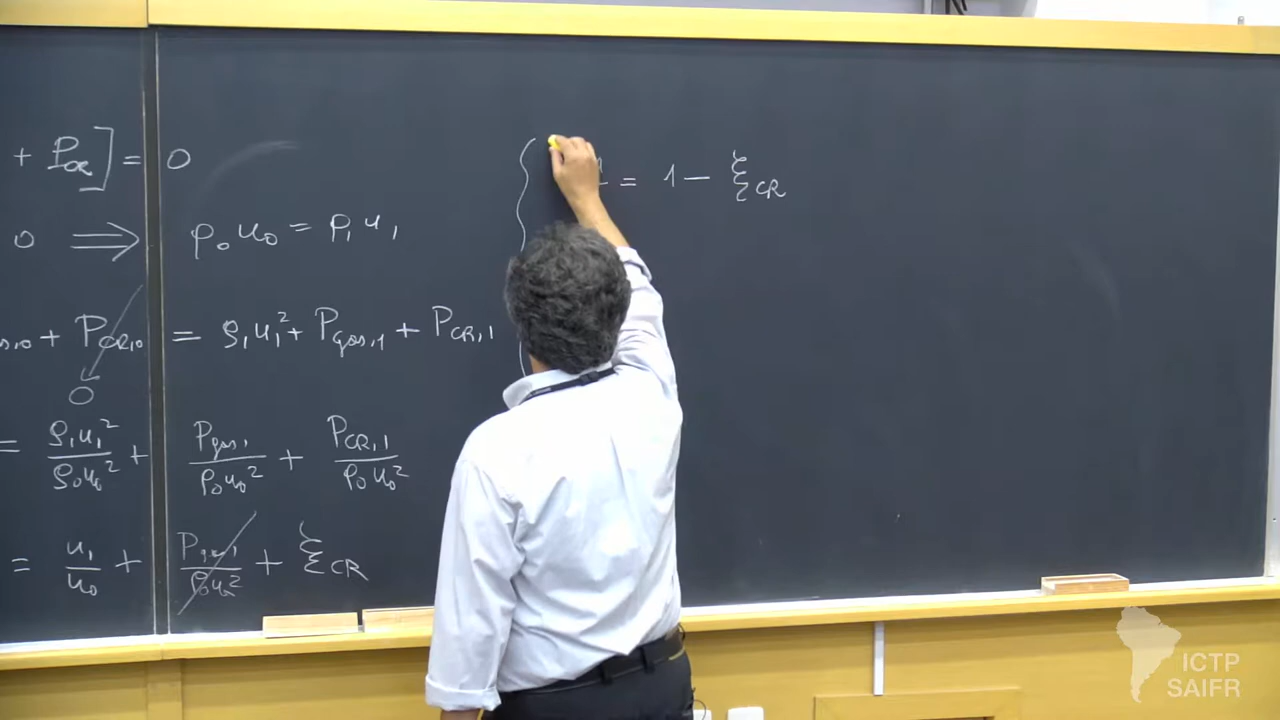 + P_CR] = 0
0 ⟹ ρ₀u₀ = ρ₁u₁
s,0 + P_CR,0 = ρ₁u₁² + P_gas,1 + P_CR,1
0
= ρ₁u₁²/ρ₀u₀² + P_gas,1/ρ₀u₀² + P_CR,1/ρ₀u₀²
= u₁/u₀ + P_gas,1/ρ₀u₀² + ξ_CR
= 1 − ξ_CR
ICTP
SAIFR